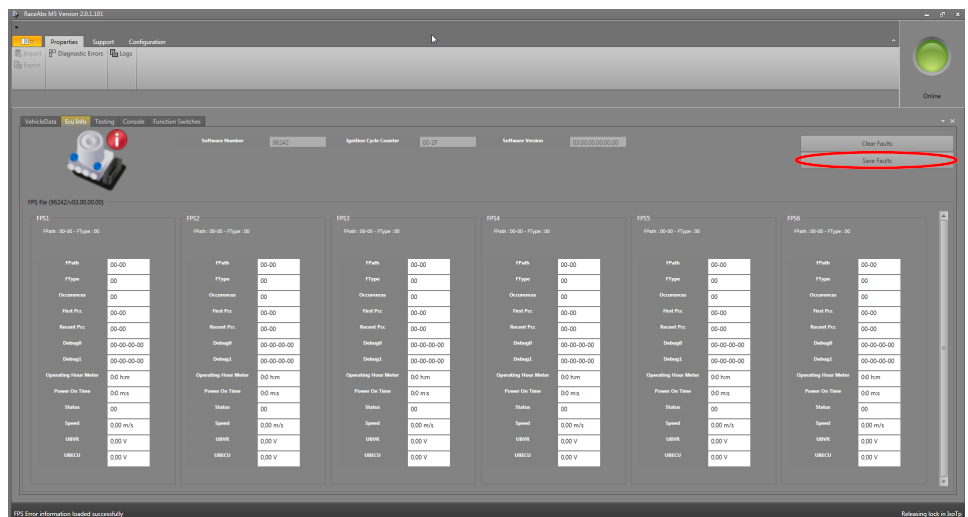 RaceAbs M5 Version 2.0.1.101
Properties Support Configuration
Import Diagnostic Errors Logs
Export
Online
VehicleData Ecu Info Testing Console Function Switches
Software Number 96242 Ignition Cycle Counter 00-2F Software Version 03.00.00.00.00.00
Clear Faults
Save Faults
FPS file (96242/v03.00.00.00)
FPS1 FPS2 FPS3 FPS4 FPS5 FPS6
FPath : 00-00 - FType : 00 FPath : 00-00 - FType : 00 FPath : 00-00 - FType : 00 FPath : 00-00 - FType : 00 FPath : 00-00 - FType : 00 FPath : 00-00 - FType : 00
FPath 00-00 FPath 00-00 FPath 00-00 FPath 00-00 FPath 00-00 FPath 00-00
FType 00 FType 00 FType 00 FType 00 FType 00 FType 00
Occurences 00 Occurences 00 Occurences 00 Occurences 00 Occurences 00 Occurences 00
First Pcc 00-00 First Pcc 00-00 First Pcc 00-00 First Pcc 00-00 First Pcc 00-00 First Pcc 00-00
Recent Pcc 00-00 Recent Pcc 00-00 Recent Pcc 00-00 Recent Pcc 00-00 Recent Pcc 00-00 Recent Pcc 00-00
Debug0 00-00-00-00 Debug0 00-00-00-00 Debug0 00-00-00-00 Debug0 00-00-00-00 Debug0 00-00-00-00 Debug0 00-00-00-00
Debug1 00-00-00-00 Debug1 00-00-00-00 Debug1 00-00-00-00 Debug1 00-00-00-00 Debug1 00-00-00-00 Debug1 00-00-00-00
Operating Hour Meter 0:0 h:m Operating Hour Meter 0:0 h:m Operating Hour Meter 0:0 h:m Operating Hour Meter 0:0 h:m Operating Hour Meter 0:0 h:m Operating Hour Meter 0:0 h:m
Power On Time 0:0 m:s Power On Time 0:0 m:s Power On Time 0:0 m:s Power On Time 0:0 m:s Power On Time 0:0 m:s Power On Time 0:0 m:s
Status 00 Status 00 Status 00 Status 00 Status 00 Status 00
Speed 0,00 m/s Speed 0,00 m/s Speed 0,00 m/s Speed 0,00 m/s Speed 0,00 m/s Speed 0,00 m/s
UBVR 0,00 V UBVR 0,00 V UBVR 0,00 V UBVR 0,00 V UBVR 0,00 V UBVR 0,00 V
UBECU 0,00 V UBECU 0,00 V UBECU 0,00 V UBECU 0,00 V UBECU 0,00 V UBECU 0,00 V
FPS Error information loaded successfully Releasing lock in IsoTp